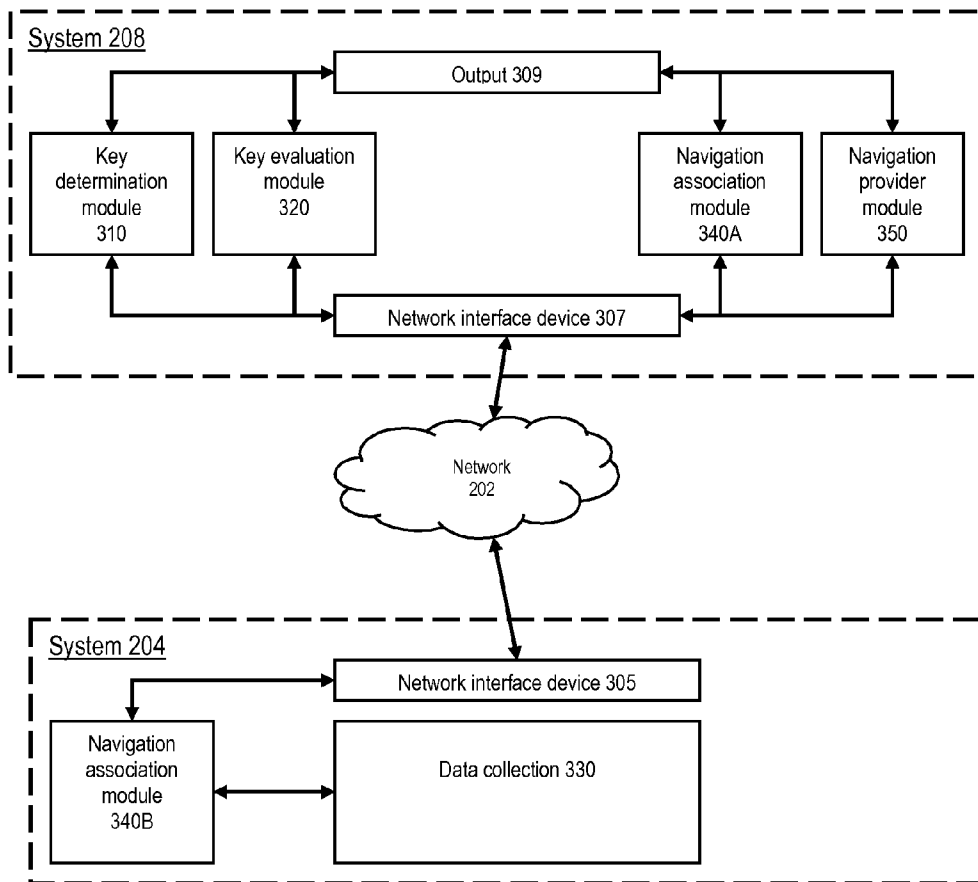 System 208
Output 309
Key
determination
module
310
Key evaluation
module
320
Navigation
association
module
340A
Navigation
provider
module
350
Network interface device 307
Network
202
System 204
Network interface device 305
Navigation
association
module
340B
Data collection 330